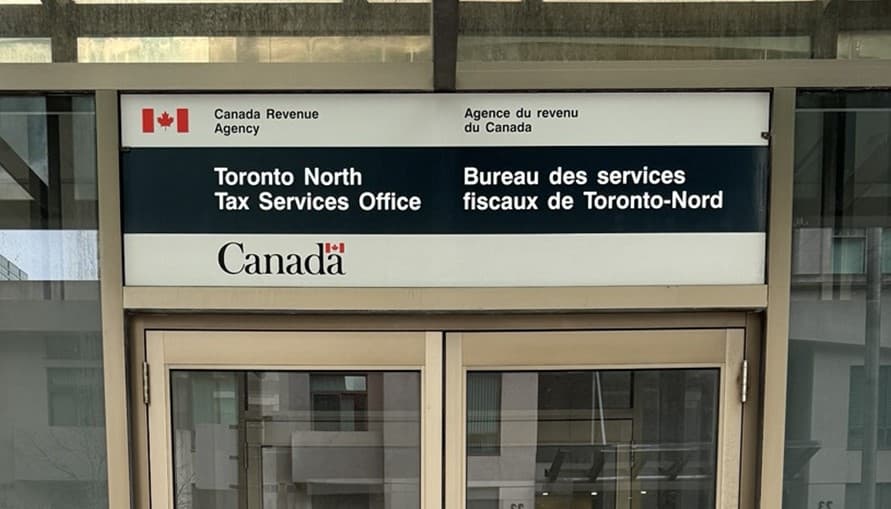 Canada Revenue
Agency
Agence du revenu
du Canada
Toronto North
Tax Services Office
Bureau des services
fiscaux de Toronto-Nord
Canada